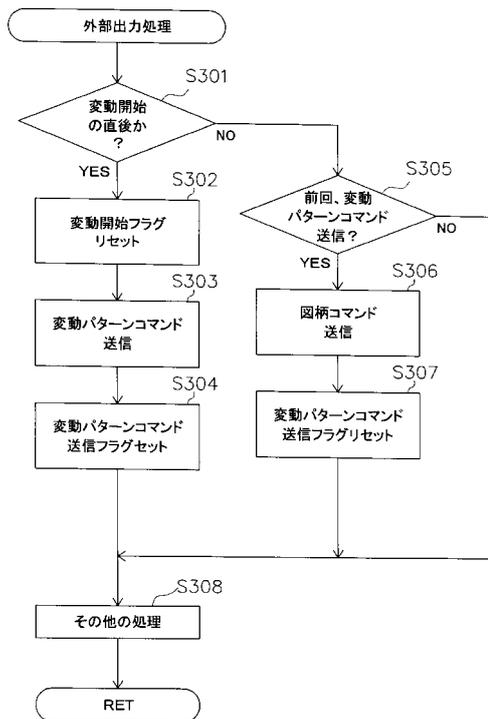 外部出力処理
S301
変動開始
の直後か
?
NO
YES
S302
変動開始フラグ
リセット
S303
変動パターンコマンド
送信
S304
変動パターンコマンド
送信フラグセット
S305
前回、変動
パターンコマンド
送信?
NO
YES
S306
図柄コマンド
送信
S307
変動パターンコマンド
送信フラグリセット
S308
その他の処理
RET